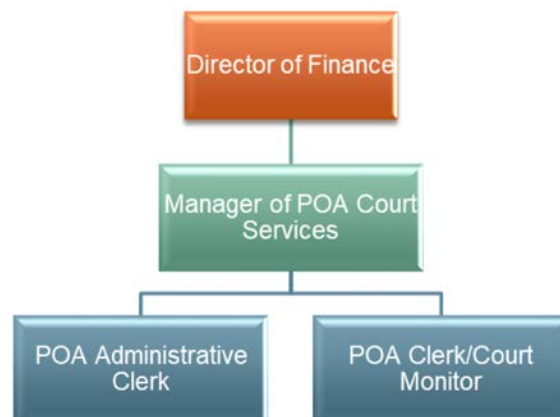 Director of Finance
Manager of POA Court
Services
POA Administrative
Clerk
POA Clerk/Court
Monitor